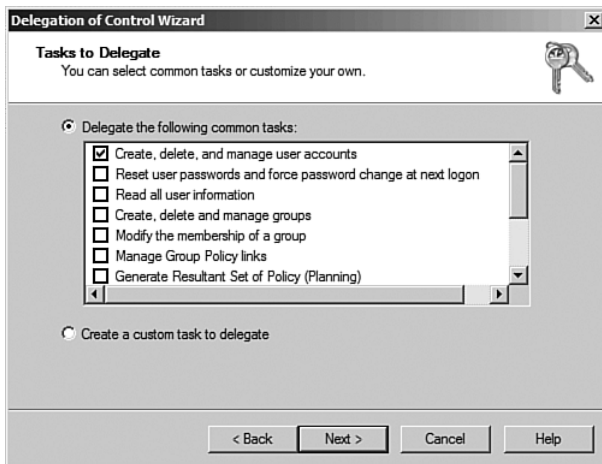 Delegation of Control Wizard
Tasks to Delegate
You can select common tasks or customize your own.
Delegate the following common tasks:
Create, delete, and manage user accounts
Reset user passwords and force password change at next logon
Read all user information
Create, delete and manage groups
Modify the membership of a group
Manage Group Policy links
Generate Resultant Set of Policy (Planning)
Create a custom task to delegate
< Back
Next >
Cancel
Help